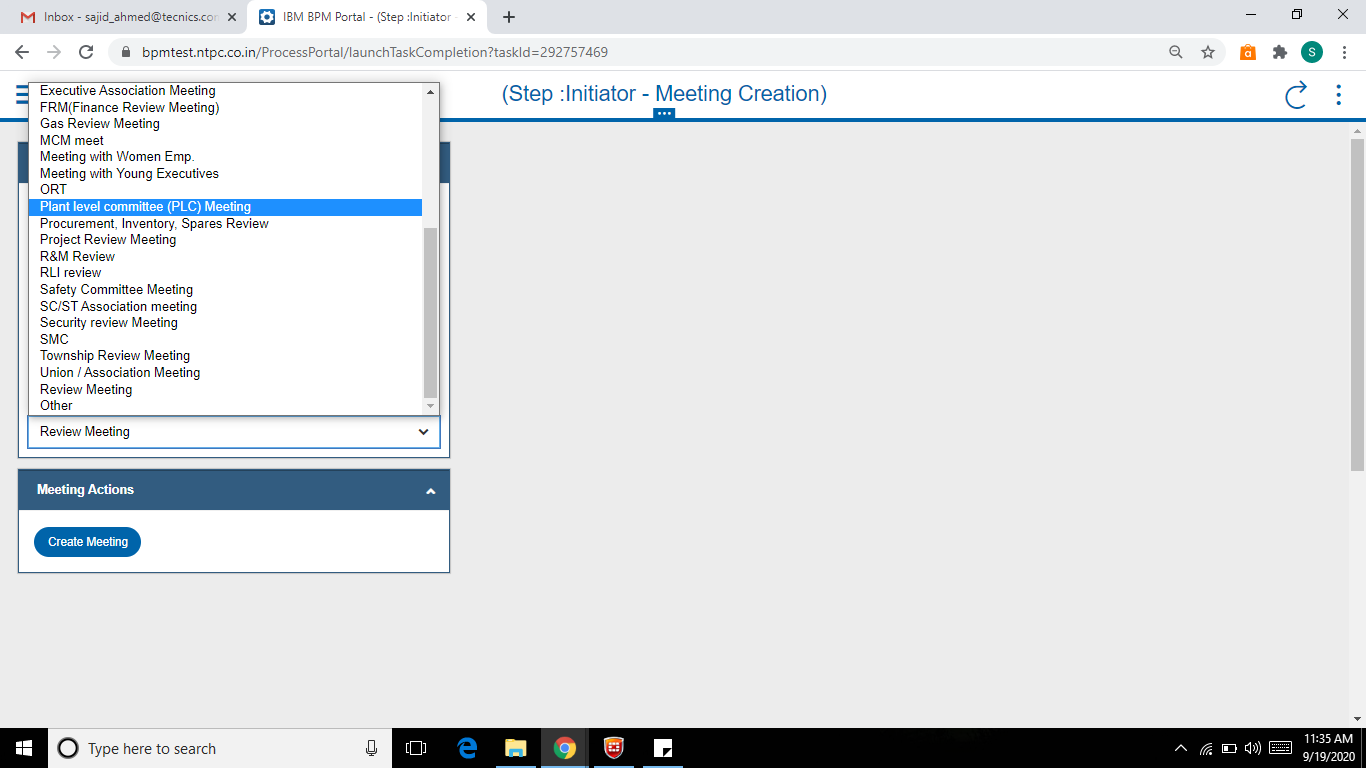 Inbox - sajid_ahmed@tecnics.con
IBM BPM Portal - (Step :Initiator -
bpmtest.ntpc.co.in/ProcessPortal/launchTaskCompletion?taskId=292757469
S
(Step :Initiator - Meeting Creation)
Executive Association Meeting
FRM(Finance Review Meeting)
Gas Review Meeting
MCM meet
Meeting with Women Emp.
Meeting with Young Executives
ORT
Plant level committee (PLC) Meeting
Procurement, Inventory, Spares Review
Project Review Meeting
R&M Review
RLI review
Safety Committee Meeting
SC/ST Association meeting
Security review Meeting
SMC
Township Review Meeting
Union / Association Meeting
Review Meeting
Other
Review Meeting
Meeting Actions
Create Meeting
Type here to search
11:35 AM
9/19/2020